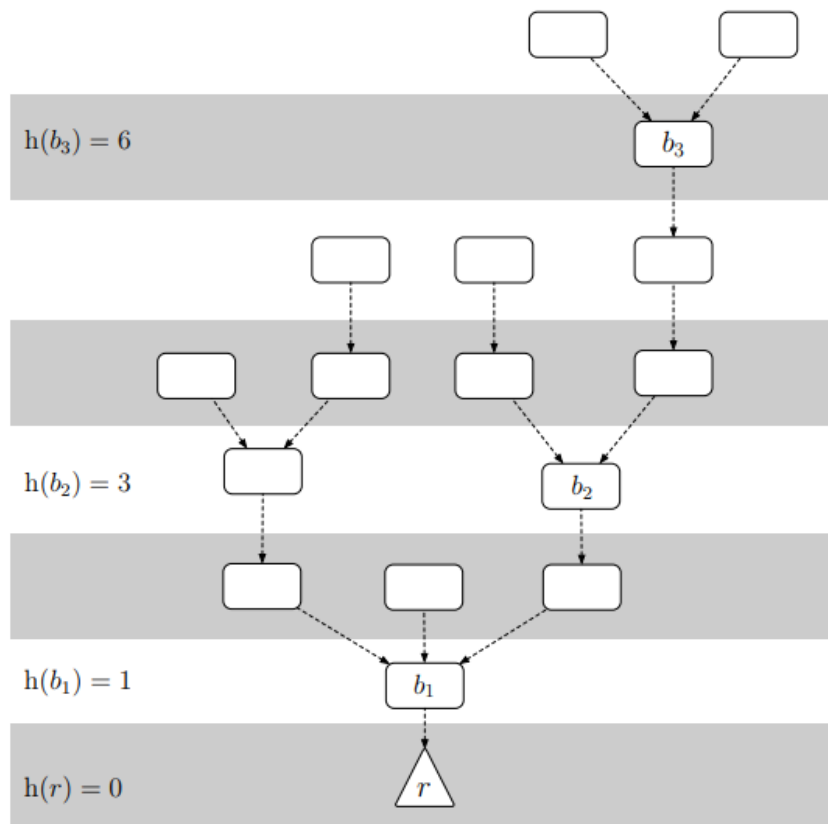 h(b₃) = 6
b₃
h(b₂) = 3
b₂
h(b₁) = 1
b₁
h(r) = 0
r